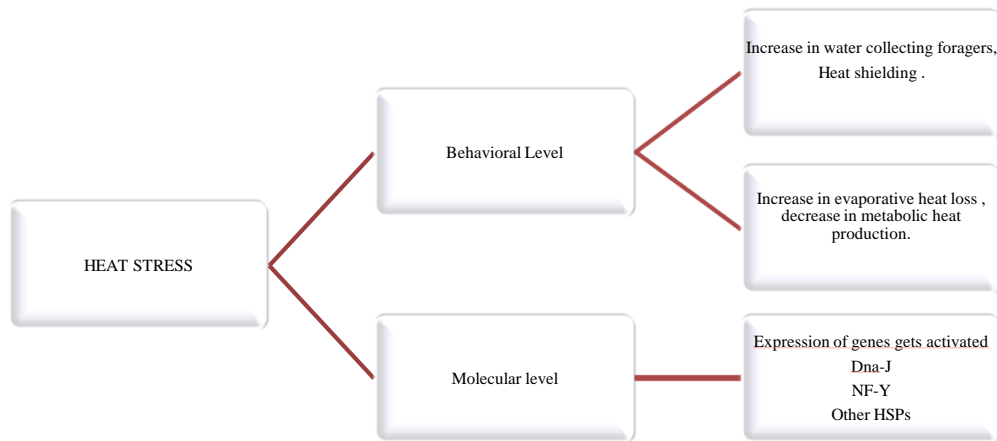 HEAT STRESS
Behavioral Level
Increase in water collecting foragers,
Heat shielding .
Increase in evaporative heat loss ,
decrease in metabolic heat
production.
Molecular level
Expression of genes gets activated
Dna-J
NF-Y
Other HSPs